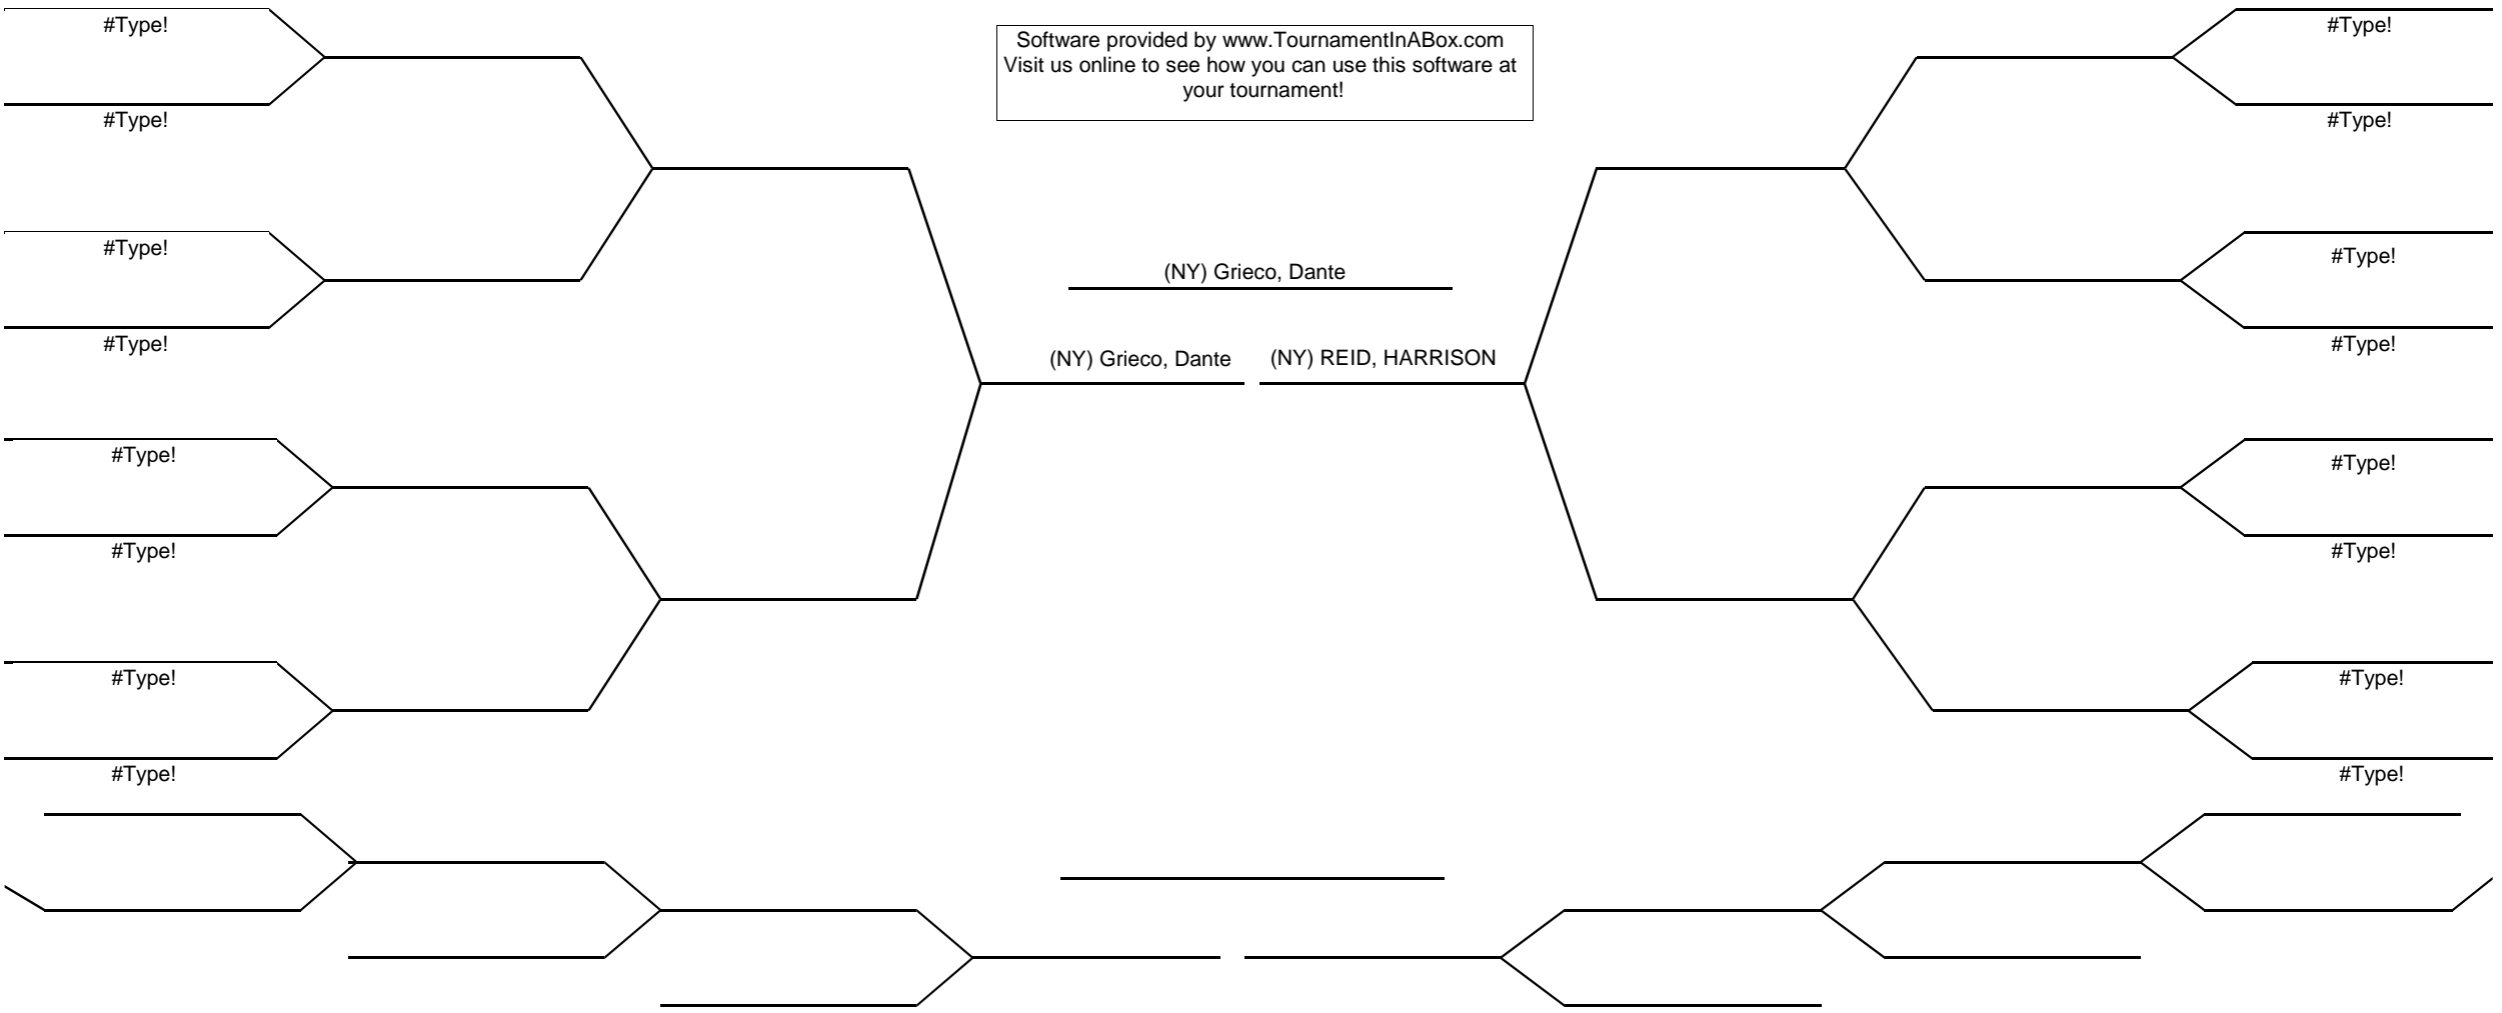 #Type!
#Type!
Software provided by www.TournamentInABox.com
Visit us online to see how you can use this software at
your tournament!
#Type!
#Type!
#Type!
#Type!
(NY) Grieco, Dante
#Type!
#Type!
(NY) Grieco, Dante
(NY) REID, HARRISON
#Type!
#Type!
#Type!
#Type!
#Type!
#Type!
#Type!
#Type!